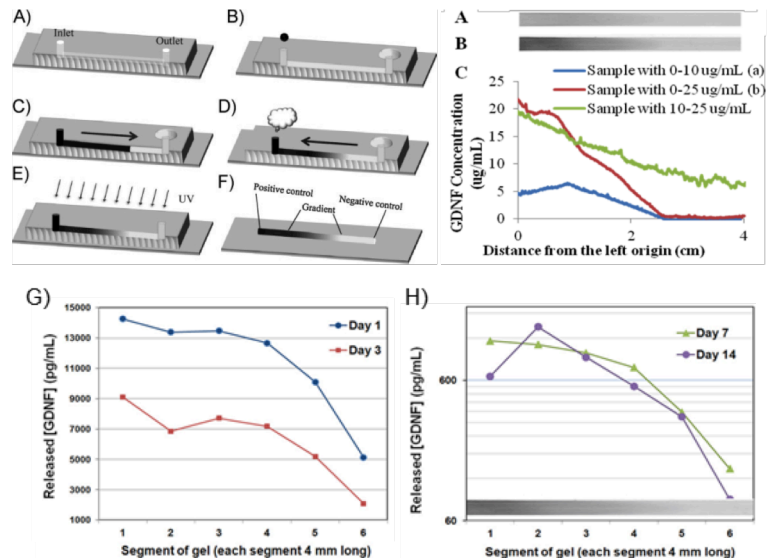 A)
Inlet
Outlet
B)
C)
D)
E)
UV
F)
Positive control
Gradient
Negative control
A
B
C
Sample with 0-10 ug/mL (a)
Sample with 0-25 ug/mL (b)
Sample with 10-25 ug/mL
GDNF Concentration
(ug/mL)
25
20
15
10
5
0
0
2
4
Distance from the left origin (cm)
G)
Released [GDNF] (pg/mL)
15000
13000
11000
9000
7000
5000
3000
1000
Day 1
Day 3
1 2 3 4 5 6
Segment of gel (each segment 4 mm long)
H)
Released [GDNF] (pg/mL)
600
60
Day 7
Day 14
1 2 3 4 5 6
Segment of gel (each segment 4 mm long)